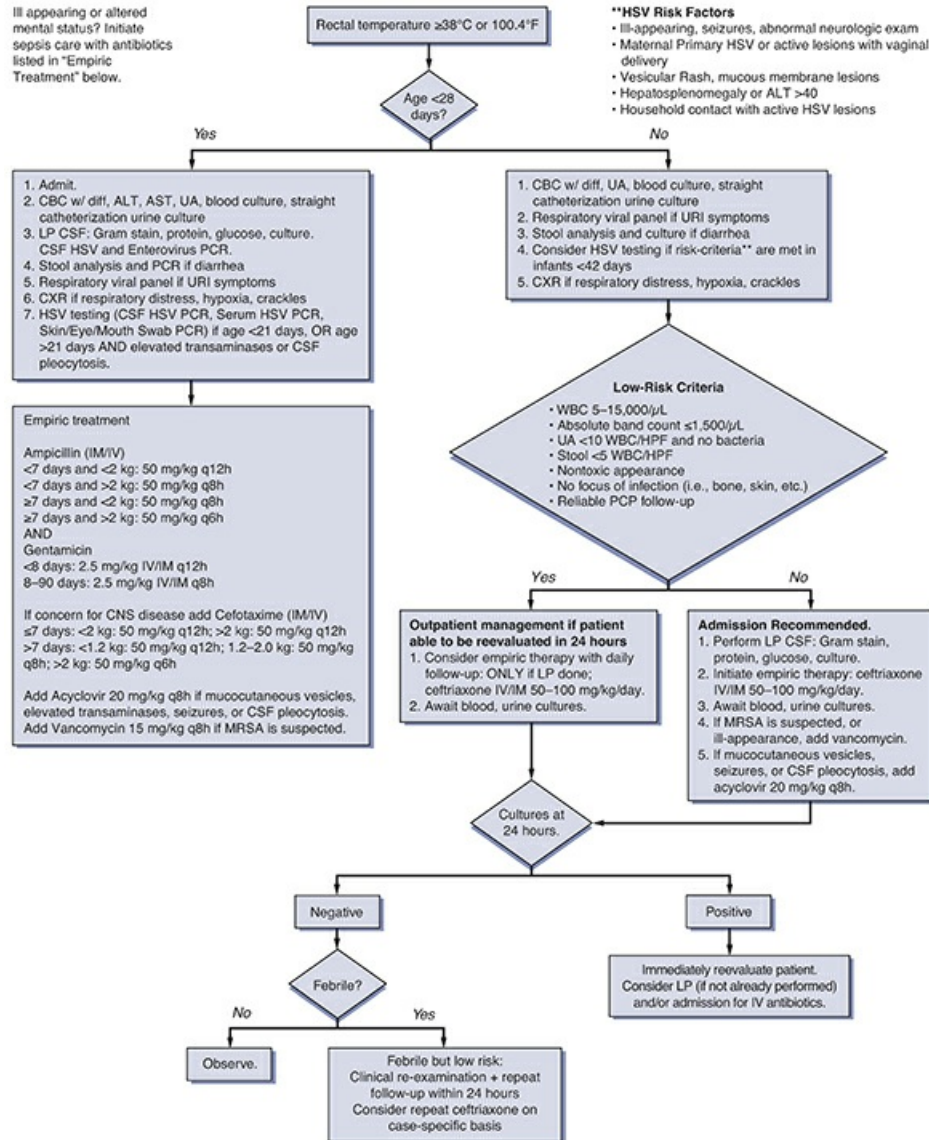 Ill appearing or altered
mental status? Initiate
sepsis care with antibiotics
listed in "Empiric
Treatment" below.
Rectal temperature ≥38°C or 100.4°F
**HSV Risk Factors
• Ill-appearing, seizures, abnormal neurologic exam
• Maternal Primary HSV or active lesions with vaginal
delivery
• Vesicular Rash, mucous membrane lesions
• Hepatosplenomegaly or ALT >40
• Household contact with active HSV lesions
Age <28
days?
Yes
No
1. Admit.
2. CBC w/ diff, ALT, AST, UA, blood culture, straight
catheterization urine culture
3. LP CSF: Gram stain, protein, glucose, culture.
CSF HSV and Enterovirus PCR.
4. Stool analysis and PCR if diarrhea
5. Respiratory viral panel if URI symptoms
6. CXR if respiratory distress, hypoxia, crackles
7. HSV testing (CSF HSV PCR, Serum HSV PCR,
Skin/Eye/Mouth Swab PCR) if age <21 days, OR age
>21 days AND elevated transaminases or CSF
pleocytosis.
1. CBC w/ diff, UA, blood culture, straight
catheterization urine culture
2. Respiratory viral panel if URI symptoms
3. Stool analysis and culture if diarrhea
4. Consider HSV testing if risk-criteria** are met in
infants <42 days
5. CXR if respiratory distress, hypoxia, crackles
Empiric treatment
Ampicillin (IM/IV)
<7 days and <2 kg: 50 mg/kg q12h
<7 days and >2 kg: 50 mg/kg q8h
≥7 days and <2 kg: 50 mg/kg q8h
≥7 days and >2 kg: 50 mg/kg q6h
AND
Gentamicin
<8 days: 2.5 mg/kg IV/IM q12h
8–90 days: 2.5 mg/kg IV/IM q8h
If concern for CNS disease add Cefotaxime (IM/IV)
≤7 days: <2 kg: 50 mg/kg q12h; >2 kg: 50 mg/kg q12h
>7 days: <1.2 kg: 50 mg/kg q12h; 1.2–2.0 kg: 50 mg/kg
q8h; >2 kg: 50 mg/kg q6h
Add Acyclovir 20 mg/kg q8h if mucocutaneous vesicles,
elevated transaminases, seizures, or CSF pleocytosis.
Add Vancomycin 15 mg/kg q8h if MRSA is suspected.
Low-Risk Criteria
• WBC 5–15,000/µL
• Absolute band count ≤1,500/µL
• UA <10 WBC/HPF and no bacteria
• Stool <5 WBC/HPF
• Nontoxic appearance
• No focus of infection (i.e., bone, skin, etc.)
• Reliable PCP follow-up
Yes
No
Outpatient management if patient
able to be reevaluated in 24 hours
1. Consider empiric therapy with daily
follow-up: ONLY if LP done;
ceftriaxone IV/IM 50–100 mg/kg/day.
2. Await blood, urine cultures.
Admission Recommended.
1. Perform LP CSF: Gram stain,
protein, glucose, culture.
2. Initiate empiric therapy: ceftriaxone
IV/IM 50–100 mg/kg/day.
3. Await blood, urine cultures.
4. If MRSA is suspected, or
ill-appearance, add vancomycin.
5. If mucocutaneous vesicles,
seizures, or CSF pleocytosis, add
acyclovir 20 mg/kg q8h.
Cultures at
24 hours.
Negative
Positive
Febrile?
Immediately reevaluate patient.
Consider LP (if not already performed)
and/or admission for IV antibiotics.
No
Yes
Observe.
Febrile but low risk:
Clinical re-examination + repeat
follow-up within 24 hours
Consider repeat ceftriaxone on
case-specific basis